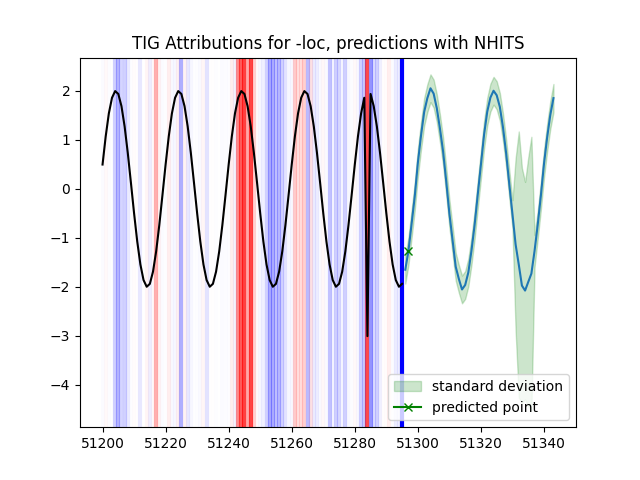 TIG Attributions for -loc, predictions with NHITS
2
1
0
−1
−2
−3
−4
51200 51220 51240 51260 51280 51300 51320 51340
standard deviation
predicted point